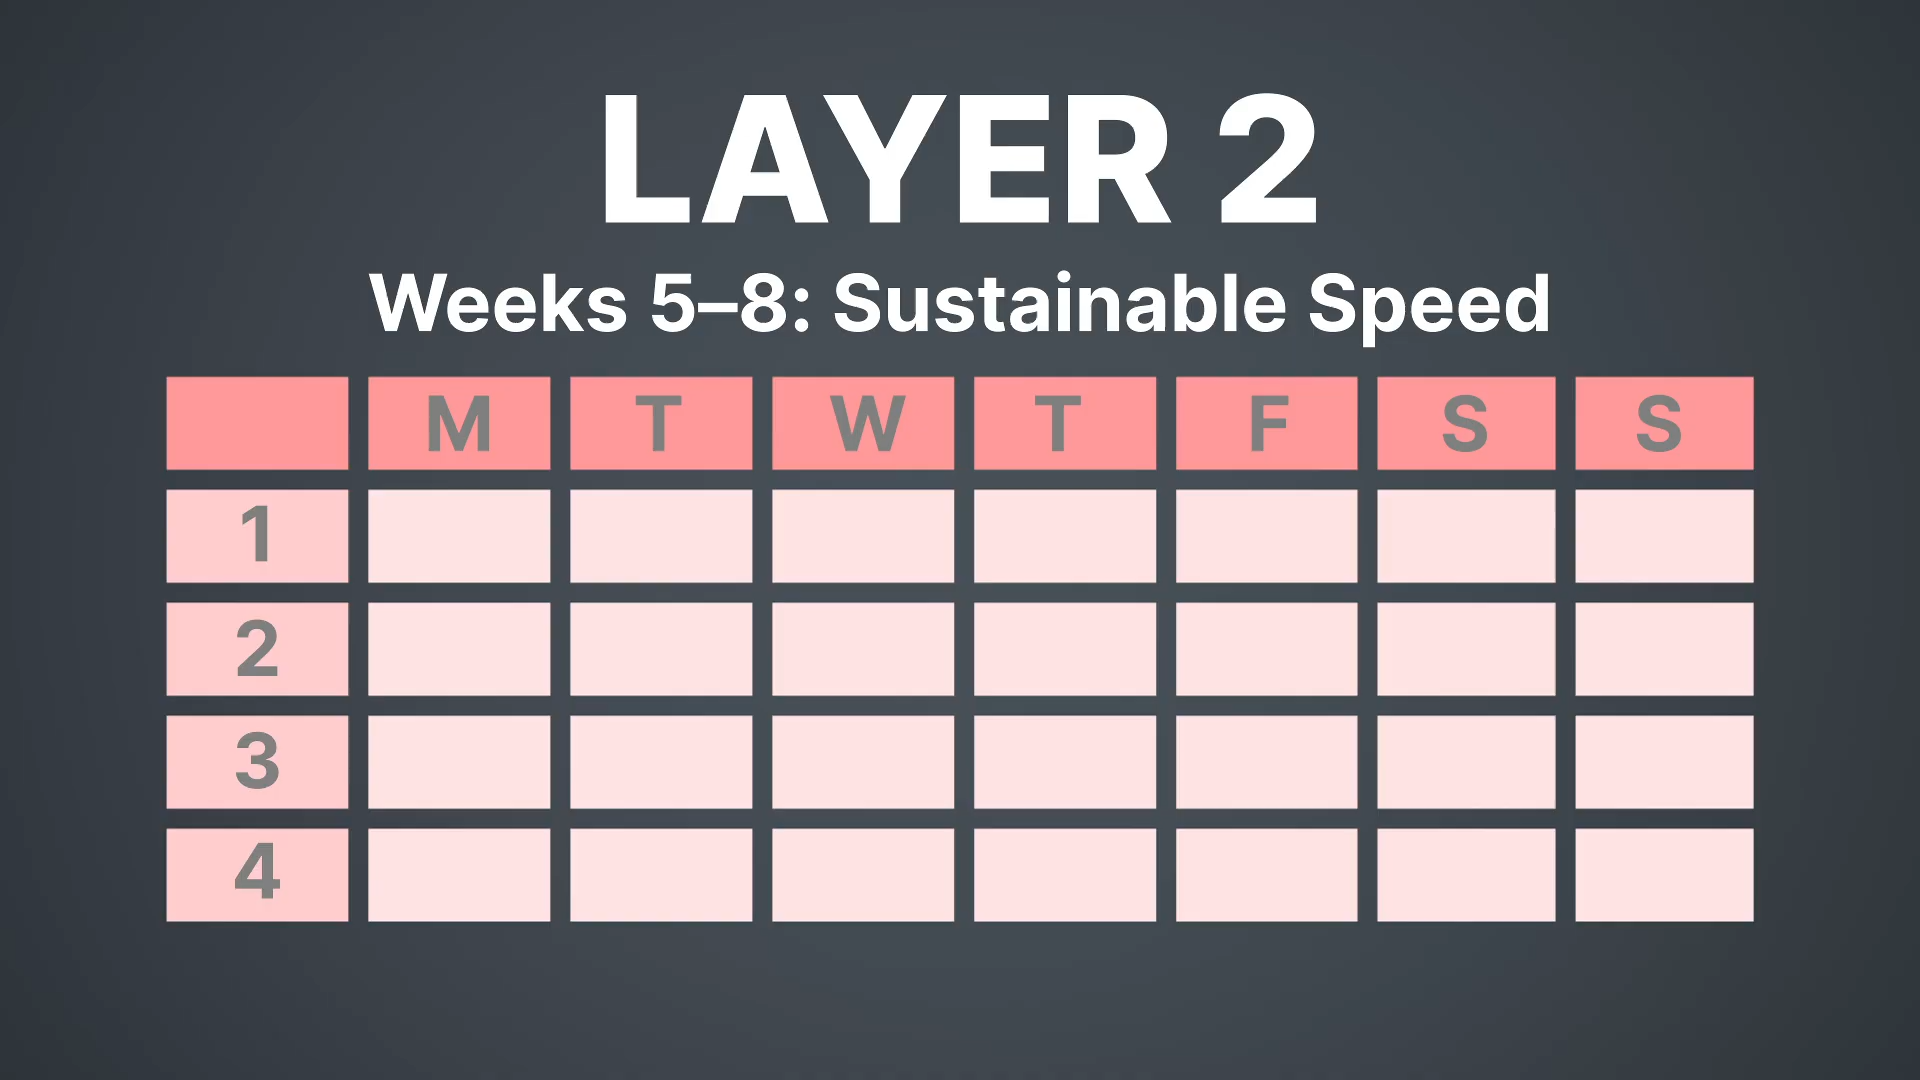 LAYER 2
Weeks 5–8: Sustainable Speed
M T W T F S S
1
2
3
4